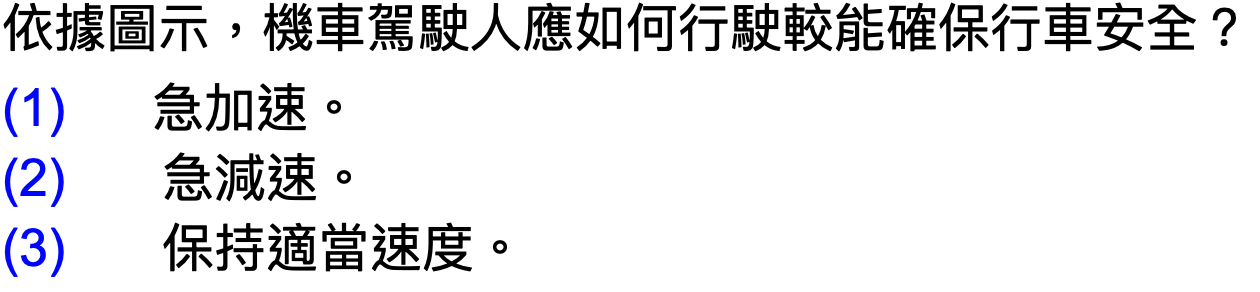 依據圖示，機車駕駛人應如何行駛較能確保行車安全？
(1) 急加速。
(2) 急減速。
(3) 保持適當速度。